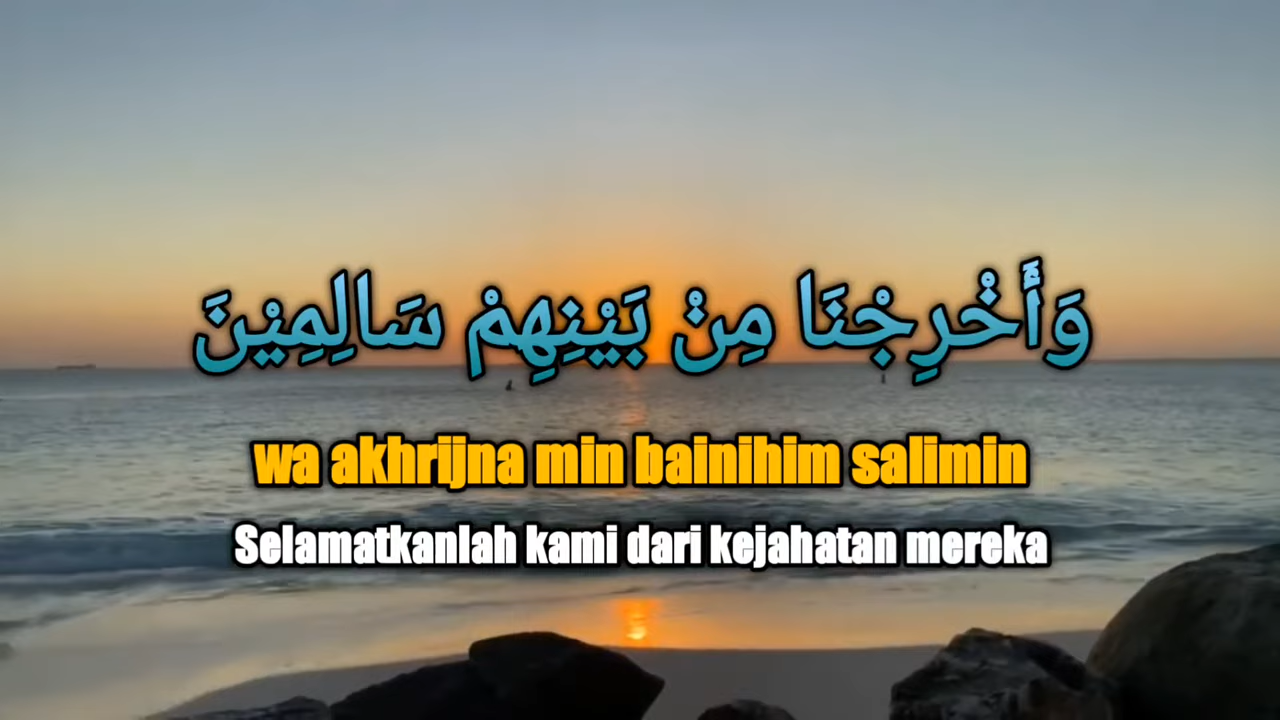 وَأَخْرِجْنَا مِنْ بَيْنِهِمْ سَالِمِيْنَ
wa akhrijna min bainihim salimin
Selamatkanlah kami dari kejahatan mereka